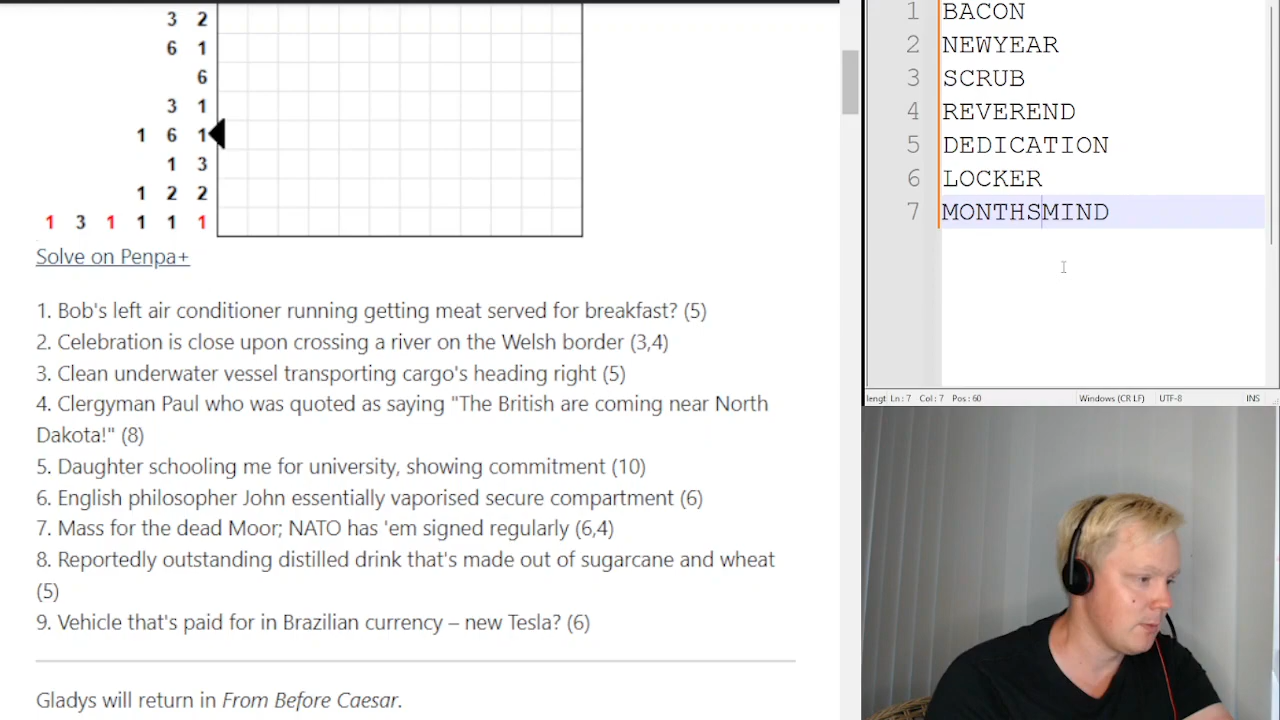 3 2
6 1
6
3 1
1 6 1
1 3
1 2 2
1 3 1 1 1 1
Solve on Penpa+
1. Bob's left air conditioner running getting meat served for breakfast? (5)
2. Celebration is close upon crossing a river on the Welsh border (3,4)
3. Clean underwater vessel transporting cargo's heading right (5)
4. Clergyman Paul who was quoted as saying "The British are coming near North
Dakota!" (8)
5. Daughter schooling me for university, showing commitment (10)
6. English philosopher John essentially vaporised secure compartment (6)
7. Mass for the dead Moor; NATO has 'em signed regularly (6,4)
8. Reportedly outstanding distilled drink that's made out of sugarcane and wheat
(5)
9. Vehicle that's paid for in Brazilian currency – new Tesla? (6)
Gladys will return in From Before Caesar.
1 BACON
2 NEWYEAR
3 SCRUB
4 REVEREND
5 DEDICATION
6 LOCKER
7 MONTHSMIND
lengt Ln : 7 Col : 7 Pos : 60 Windows (CR LF) UTF-8 INS